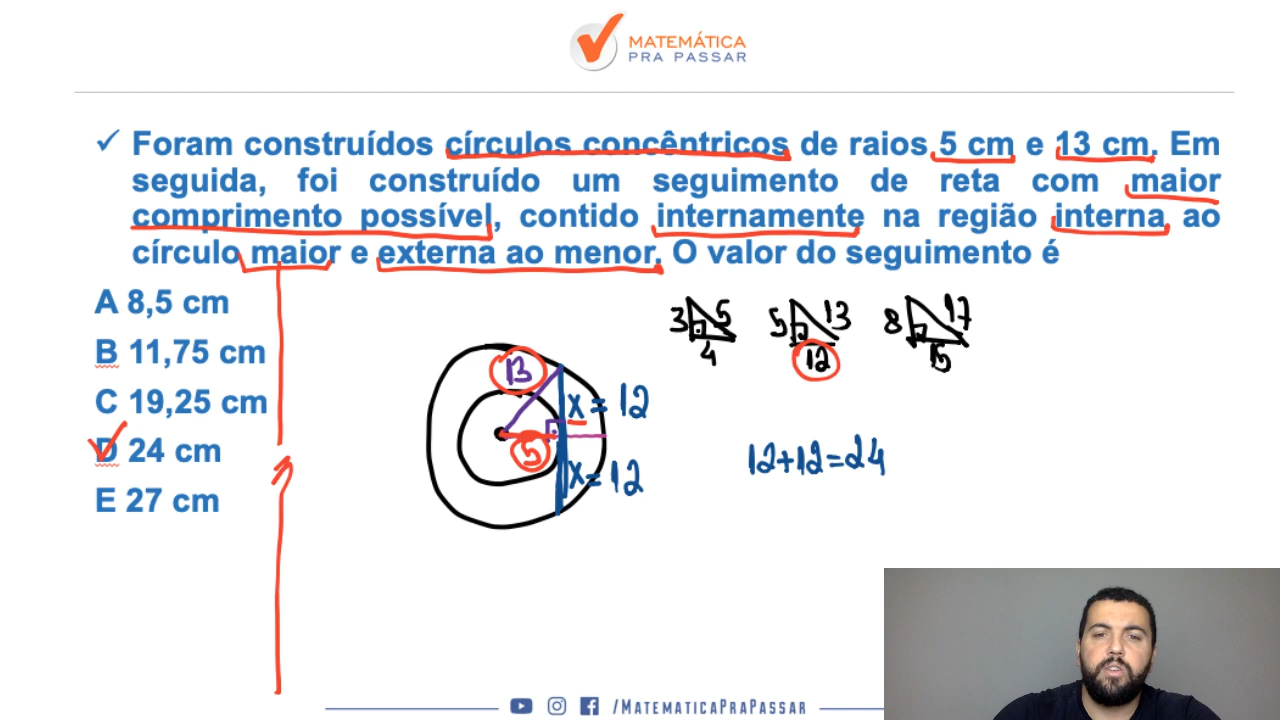 MATEMÁTICA
PRA PASSAR
✓ Foram construídos círculos concêntricos de raios 5 cm e 13 cm. Em
seguida, foi construído um seguimento de reta com maior
comprimento possível, contido internamente na região interna ao
círculo maior e externa ao menor. O valor do seguimento é
A 8,5 cm
B 11,75 cm
C 19,25 cm
D 24 cm
E 27 cm
3 5 4
5 13 12
8 17 15
13
x = 12
5
x = 12
12+12=24
/MATEMATICAPRAPASSAR